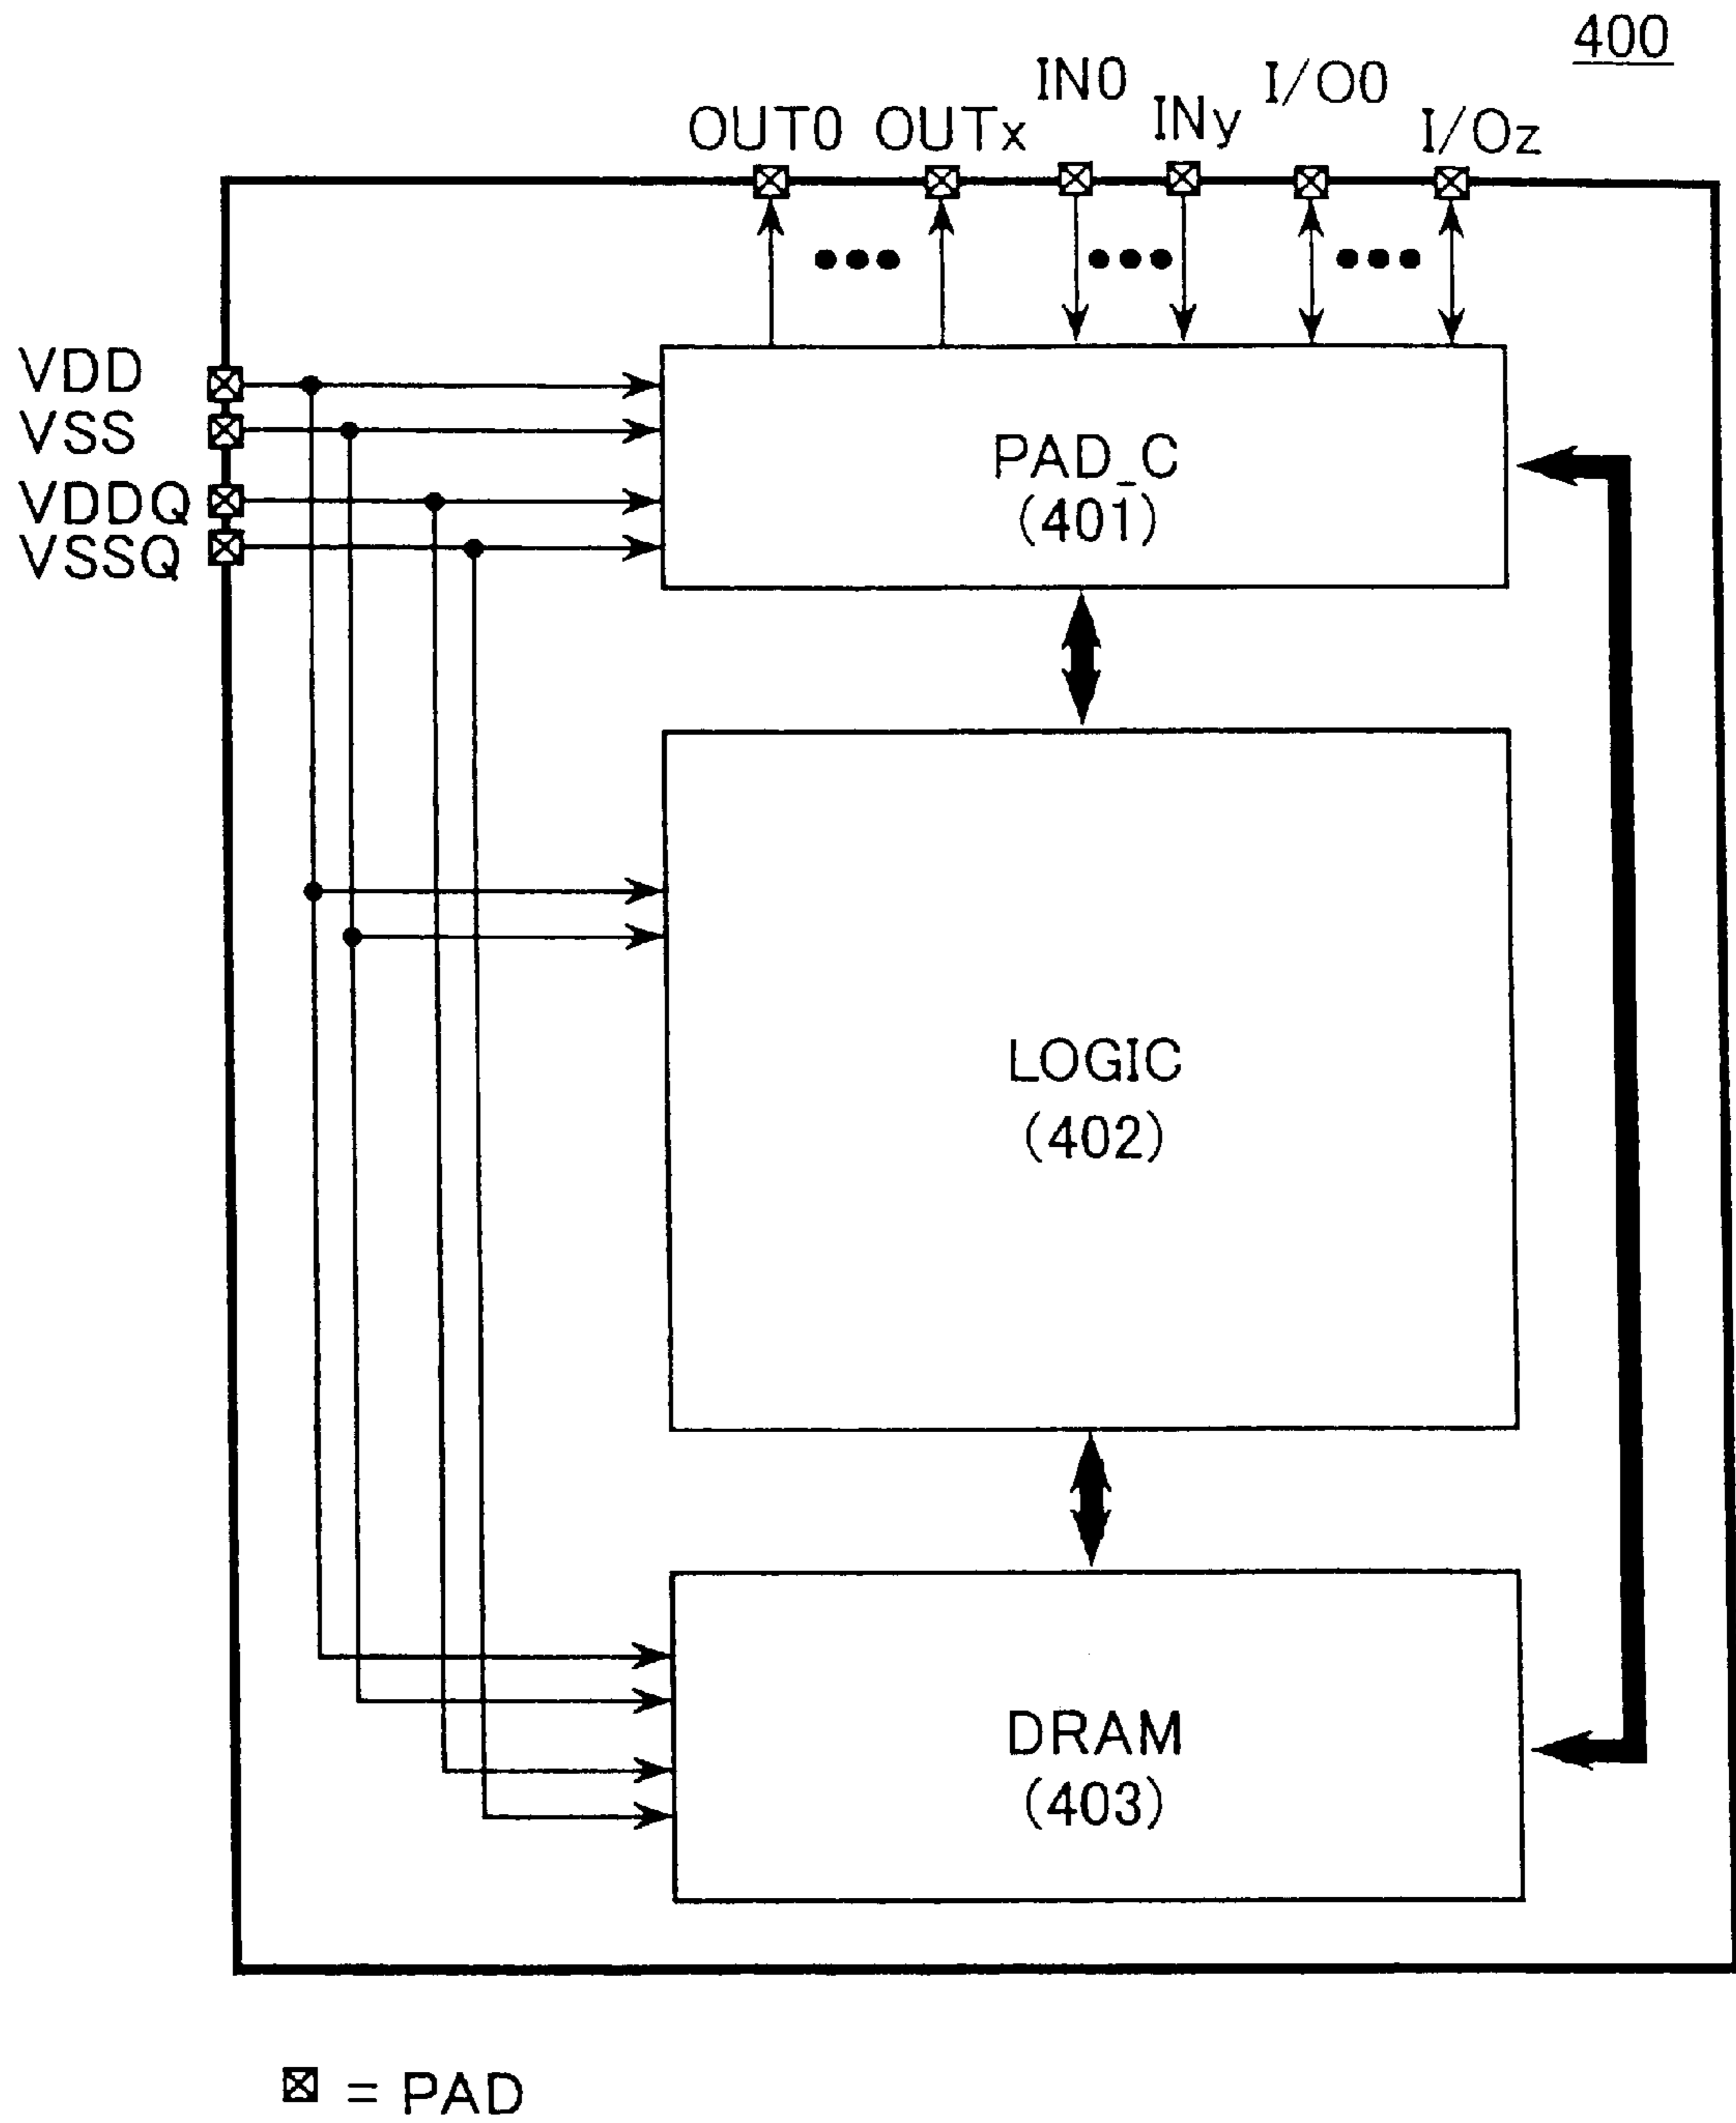 400
OUT0 OUTx IN0 INy I/O0 I/Oz
VDD
VSS
VDDQ
VSSQ
PAD_C
(401)
LOGIC
(402)
DRAM
(403)
= PAD